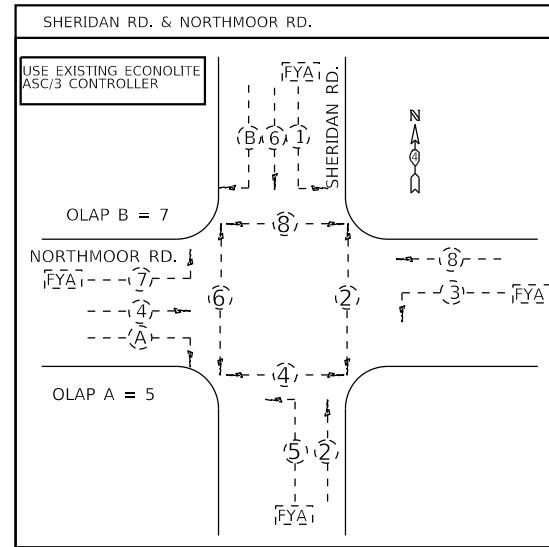 SHERIDAN RD. & NORTHMOOR RD.
USE EXISTING ECONOLITE
ASC/3 CONTROLLER
FYA
SHERIDAN RD.
N
4
B 6 1
OLAP B = 7
8
NORTHMOOR RD.
8
FYA 7
6
2
3 FYA
4
A
4
OLAP A = 5
5 2
FYA